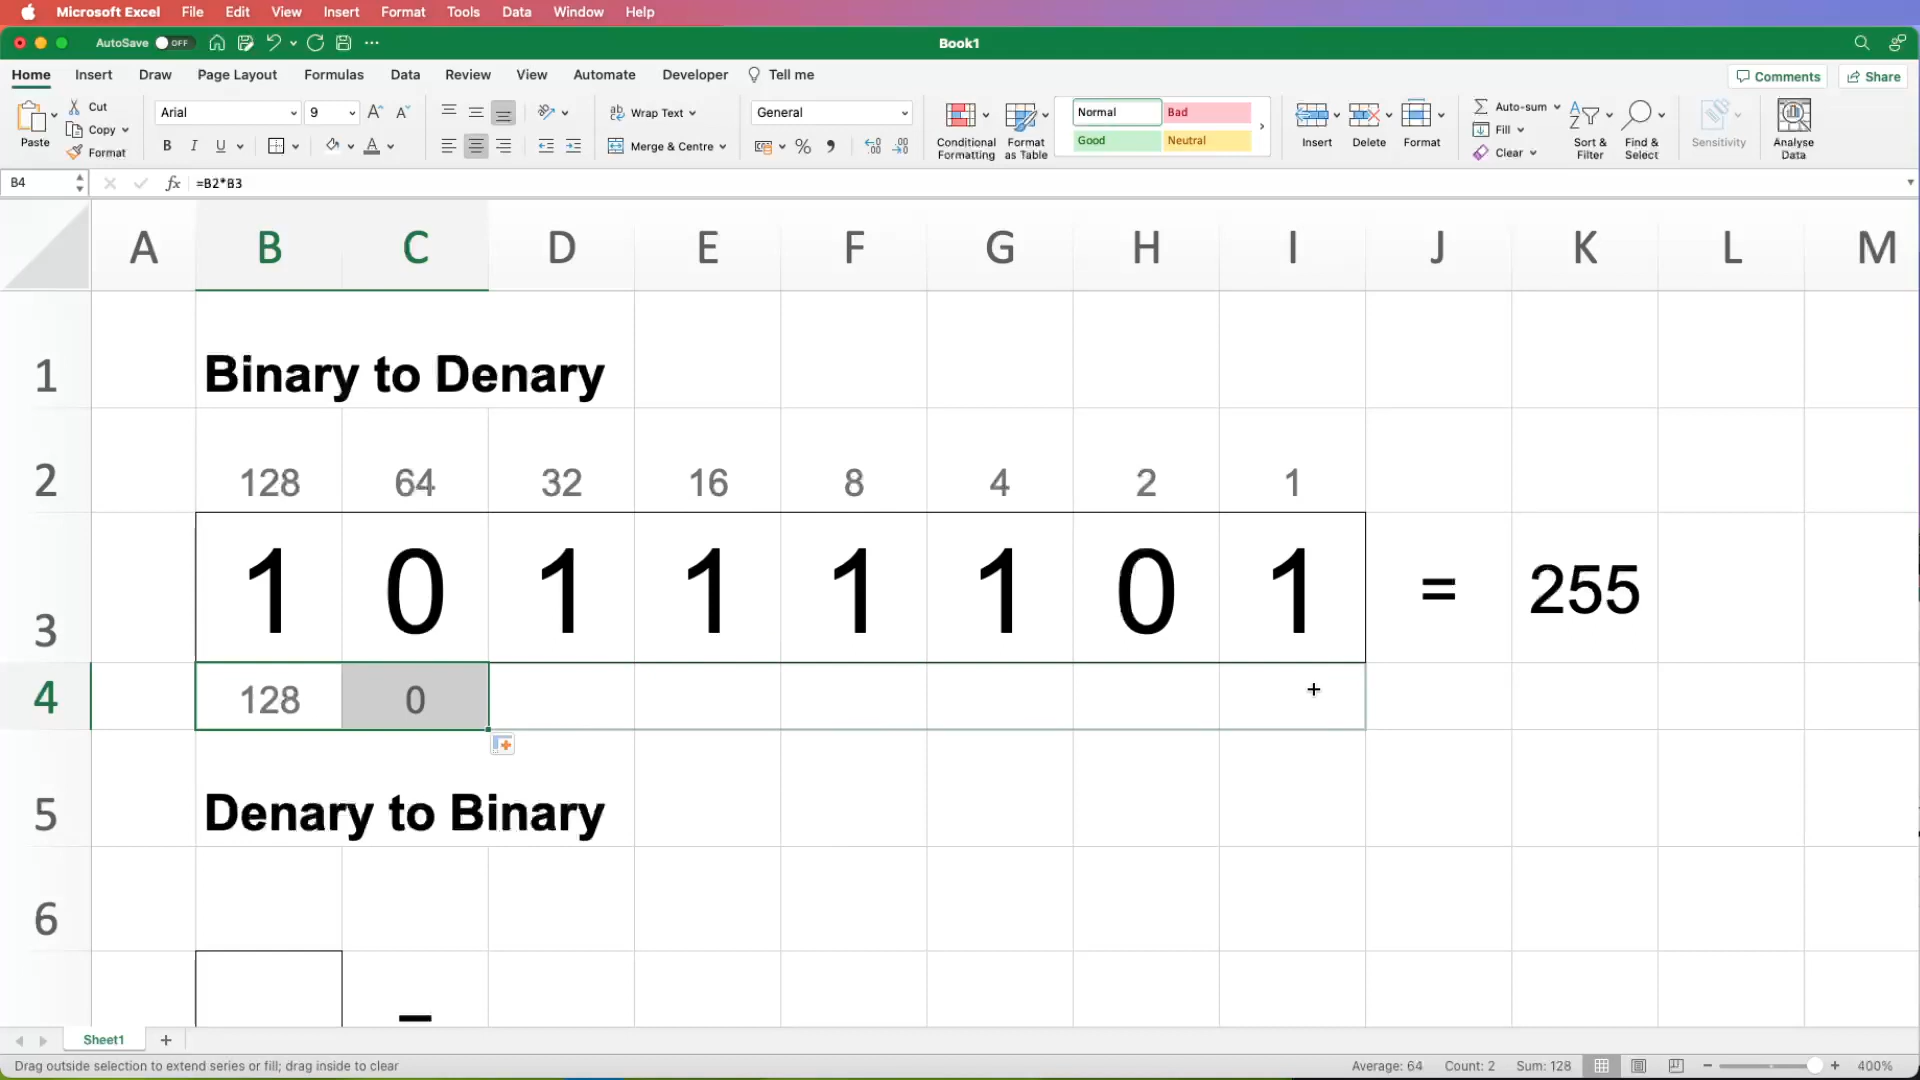 Microsoft Excel File Edit View Insert Format Tools Data Window Help
AutoSave OFF Book1
Home Insert Draw Page Layout Formulas Data Review View Automate Developer Tell me Comments Share
Paste Cut Copy Format
Arial 9
Wrap Text
Merge & Centre
General
Conditional Formatting
Format as Table
Normal Bad
Good Neutral
Insert Delete Format
Auto-sum
Fill
Clear
Sort & Filter
Find & Select
Sensitivity
Analyse Data
B4 fx =B2*B3
A B C D E F G H I J K L M
1 Binary to Denary
2 128 64 32 16 8 4 2 1
3 1 0 1 1 1 1 0 1 = 255
4 128 0
5 Denary to Binary
6
Sheet1
Drag outside selection to extend series or fill; drag inside to clear Average: 64 Count: 2 Sum: 128 400%